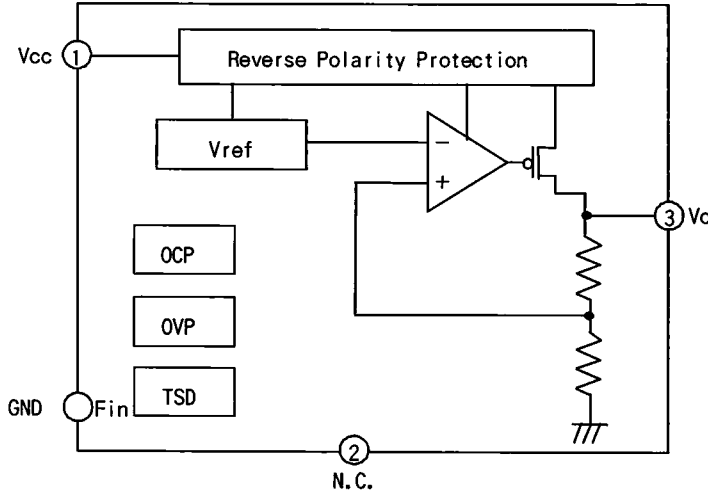 Vcc 1 Reverse Polarity Protection
Vref
−
+
3
OCP
OVP
GND Fin TSD
2
N.C.